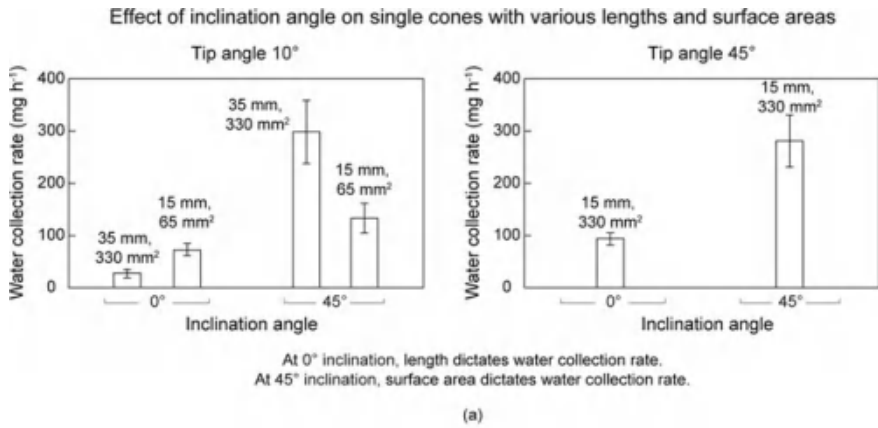 Effect of inclination angle on single cones with various lengths and surface areas
Tip angle 10°
Water collection rate (mg h⁻¹)
400
300
200
100
0
35 mm,
330 mm²
15 mm,
65 mm²
35 mm,
330 mm²
15 mm,
65 mm²
0°
45°
Inclination angle
Tip angle 45°
Water collection rate (mg h⁻¹)
400
300
200
100
0
15 mm,
330 mm²
15 mm,
330 mm²
0°
45°
Inclination angle
At 0° inclination, length dictates water collection rate.
At 45° inclination, surface area dictates water collection rate.
(a)